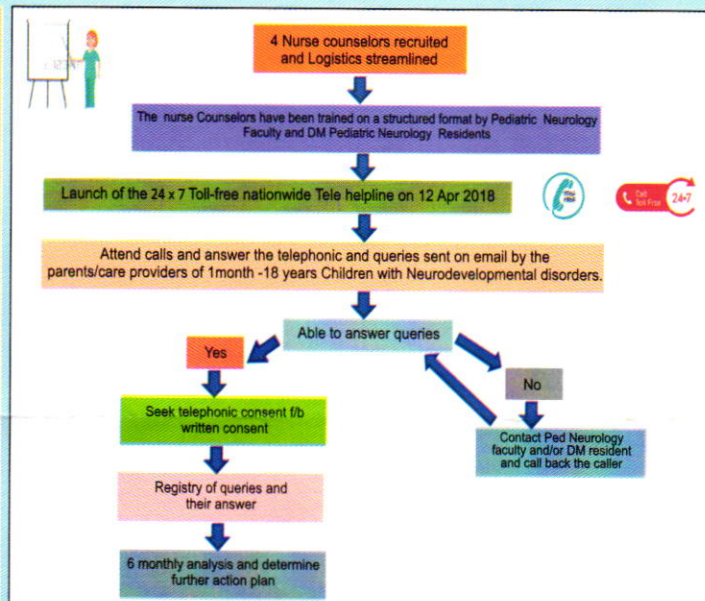 4 Nurse counselors recruited
and Logistics streamlined
The nurse Counselors have been trained on a structured format by Pediatric Neurology
Faculty and DM Pediatric Neurology Residents
Launch of the 24 x 7 Toll-free nationwide Tele helpline on 12 Apr 2018
Call
Toll Free
24•7
Attend calls and answer the telephonic and queries sent on email by the
parents/care providers of 1month -18 years Children with Neurodevelopmental disorders.
Able to answer queries
Yes
No
Seek telephonic consent f/b
written consent
Contact Ped Neurology
faculty and/or DM resident
and call back the caller
Registry of queries and
their answer
6 monthly analysis and determine
further action plan